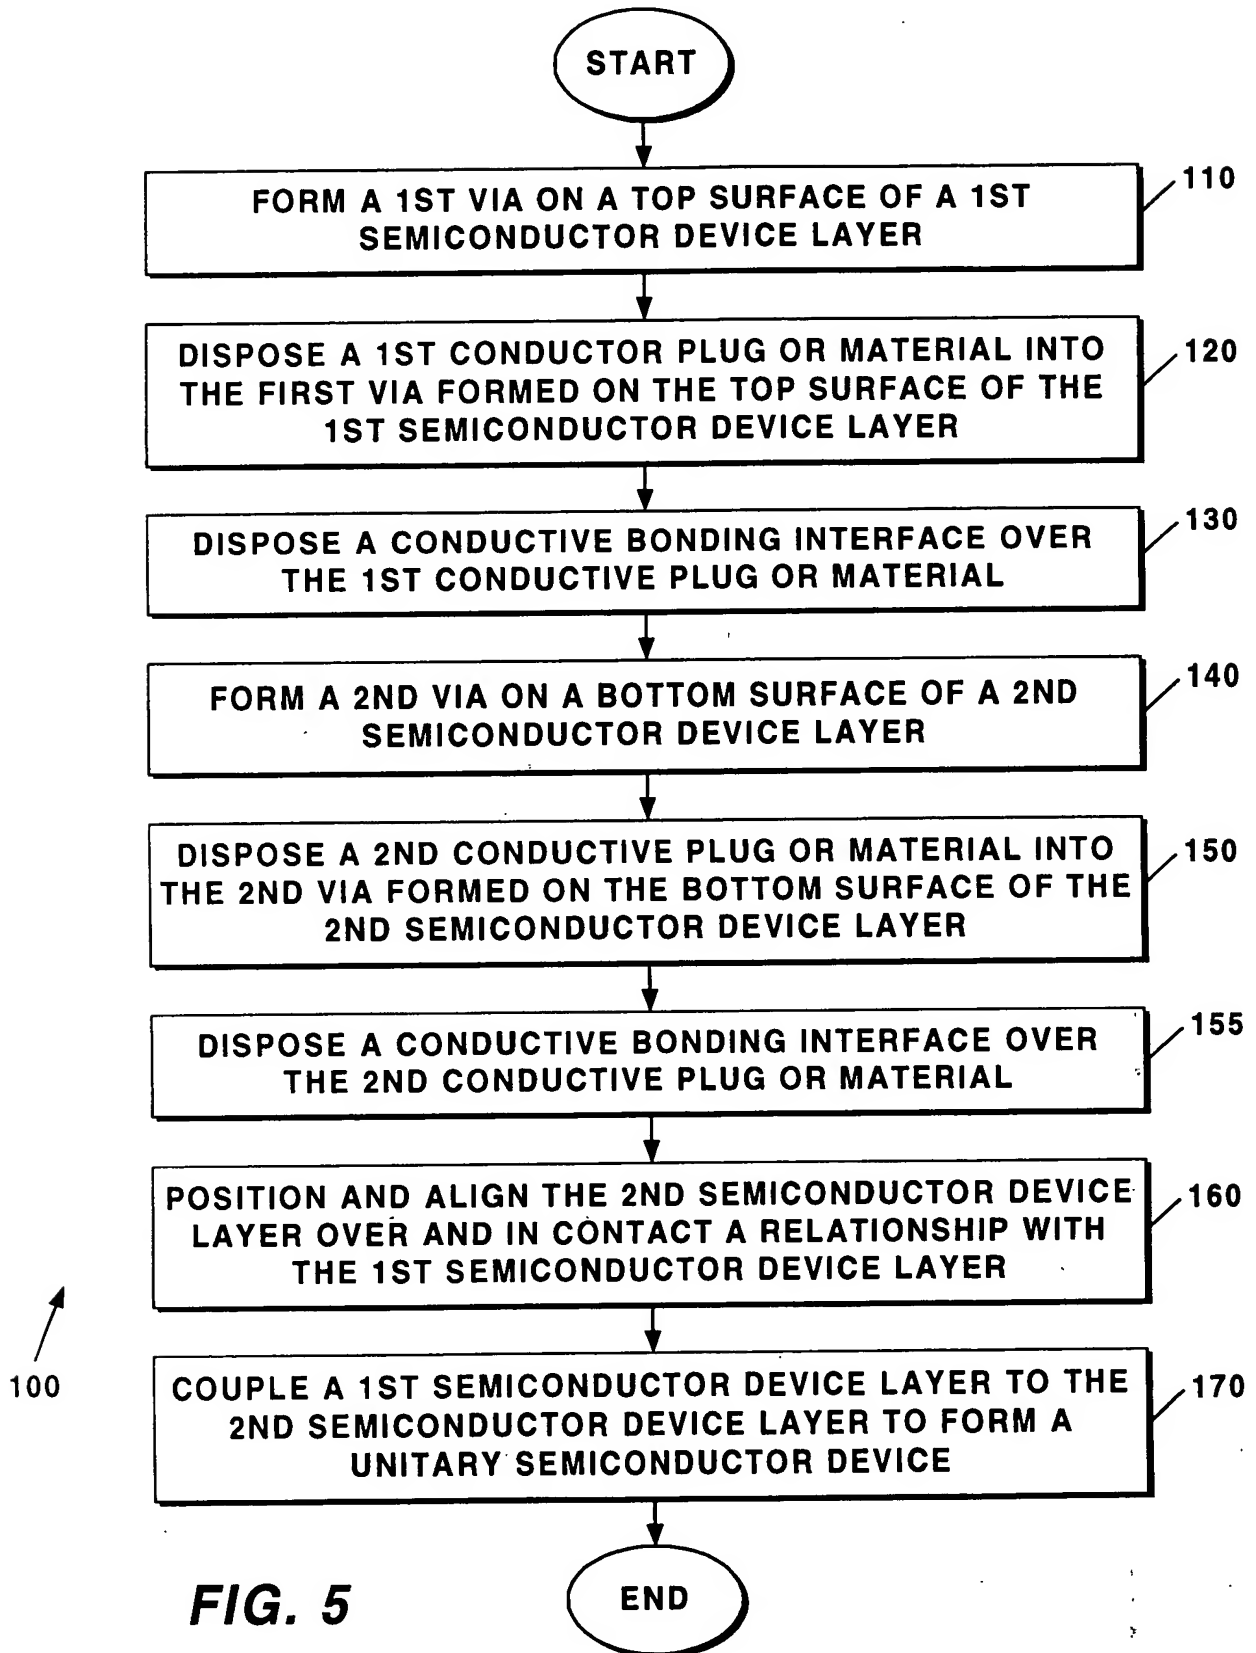 START
FORM A 1ST VIA ON A TOP SURFACE OF A 1ST
SEMICONDUCTOR DEVICE LAYER
110
DISPOSE A 1ST CONDUCTOR PLUG OR MATERIAL INTO
THE FIRST VIA FORMED ON THE TOP SURFACE OF THE
1ST SEMICONDUCTOR DEVICE LAYER
120
DISPOSE A CONDUCTIVE BONDING INTERFACE OVER
THE 1ST CONDUCTIVE PLUG OR MATERIAL
130
FORM A 2ND VIA ON A BOTTOM SURFACE OF A 2ND
SEMICONDUCTOR DEVICE LAYER
140
DISPOSE A 2ND CONDUCTIVE PLUG OR MATERIAL INTO
THE 2ND VIA FORMED ON THE BOTTOM SURFACE OF THE
2ND SEMICONDUCTOR DEVICE LAYER
150
DISPOSE A CONDUCTIVE BONDING INTERFACE OVER
THE 2ND CONDUCTIVE PLUG OR MATERIAL
155
POSITION AND ALIGN THE 2ND SEMICONDUCTOR DEVICE
LAYER OVER AND IN CONTACT A RELATIONSHIP WITH
THE 1ST SEMICONDUCTOR DEVICE LAYER
160
100
COUPLE A 1ST SEMICONDUCTOR DEVICE LAYER TO THE
2ND SEMICONDUCTOR DEVICE LAYER TO FORM A
UNITARY SEMICONDUCTOR DEVICE
170
END
FIG. 5